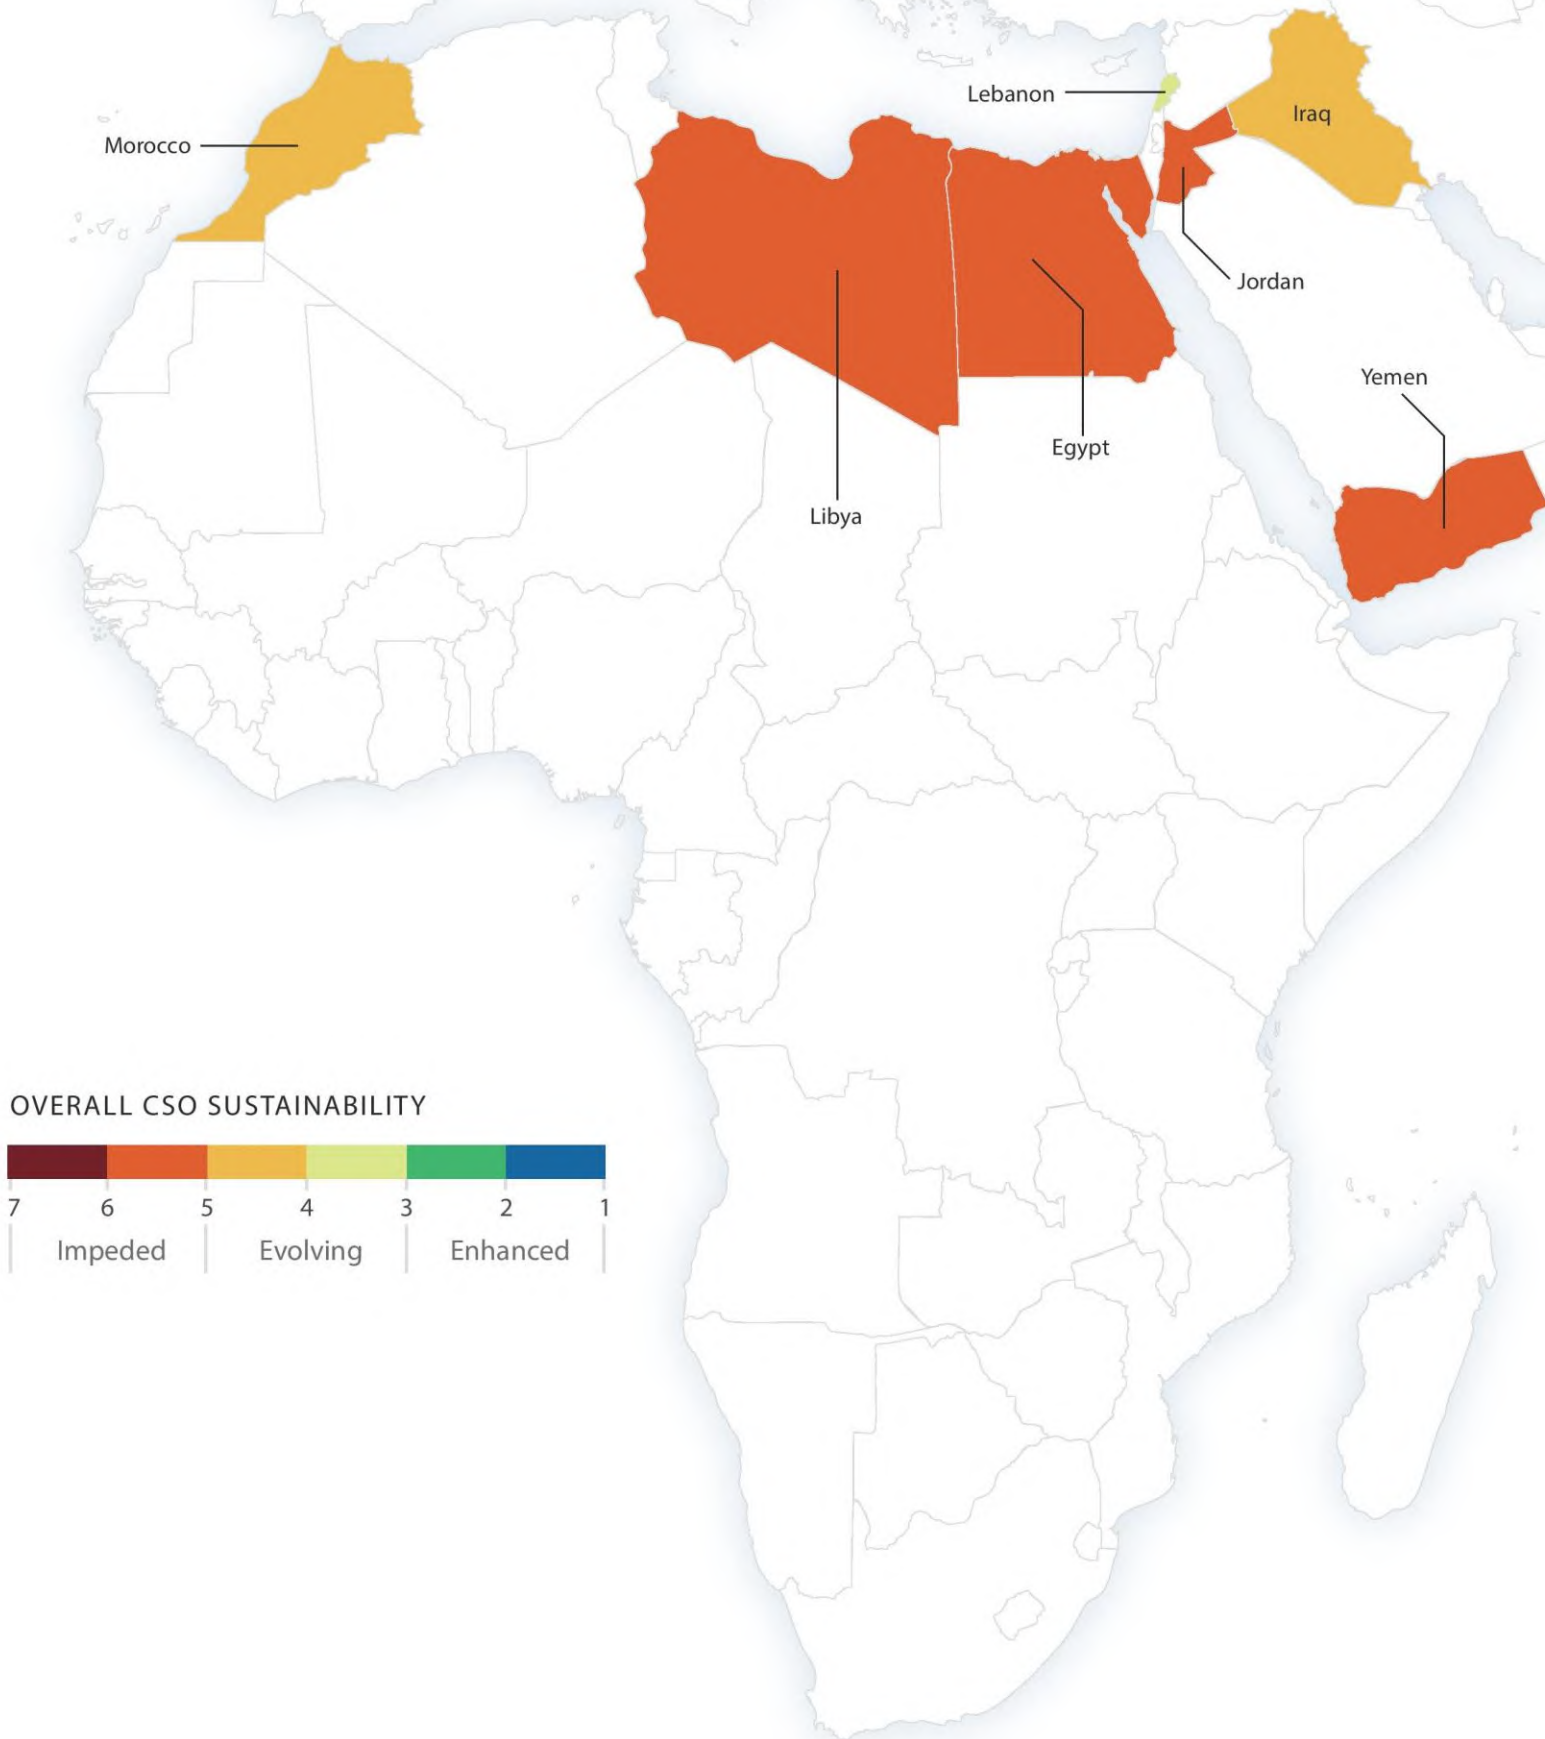 Lebanon
Iraq
Morocco
Jordan
Yemen
Egypt
Libya
OVERALL CSO SUSTAINABILITY
7 6 5 4 3 2 1
Impeded Evolving Enhanced